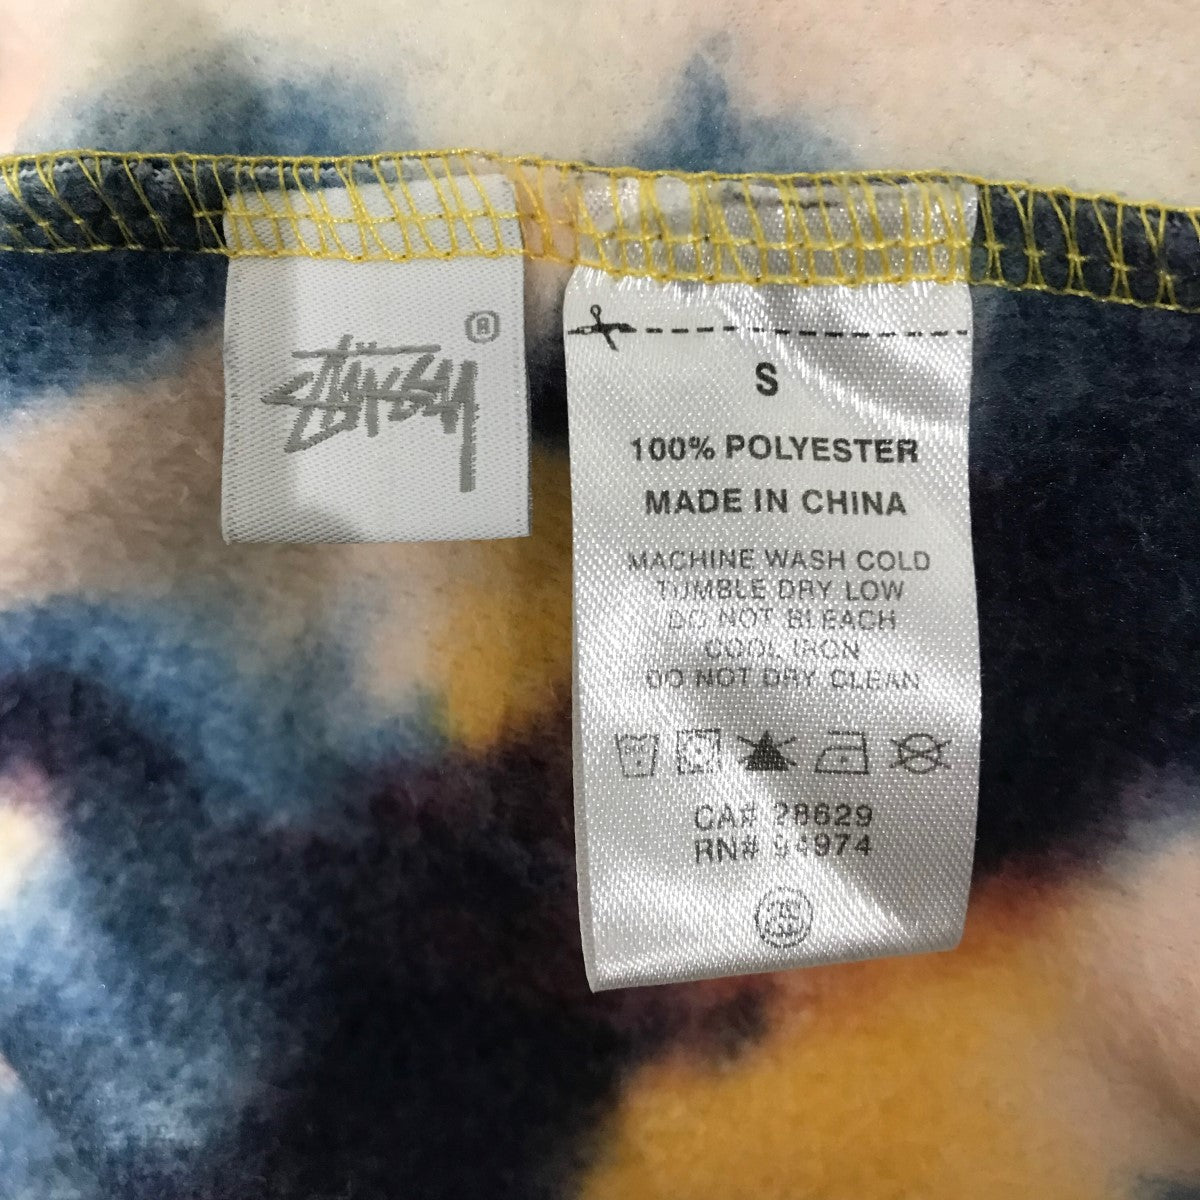 Stüssy ®
S
100% POLYESTER
MADE IN CHINA
MACHINE WASH COLD
TUMBLE DRY LOW
DO NOT BLEACH
COOL IRON
DO NOT DRY CLEAN
CA# 28629
RN# 94974